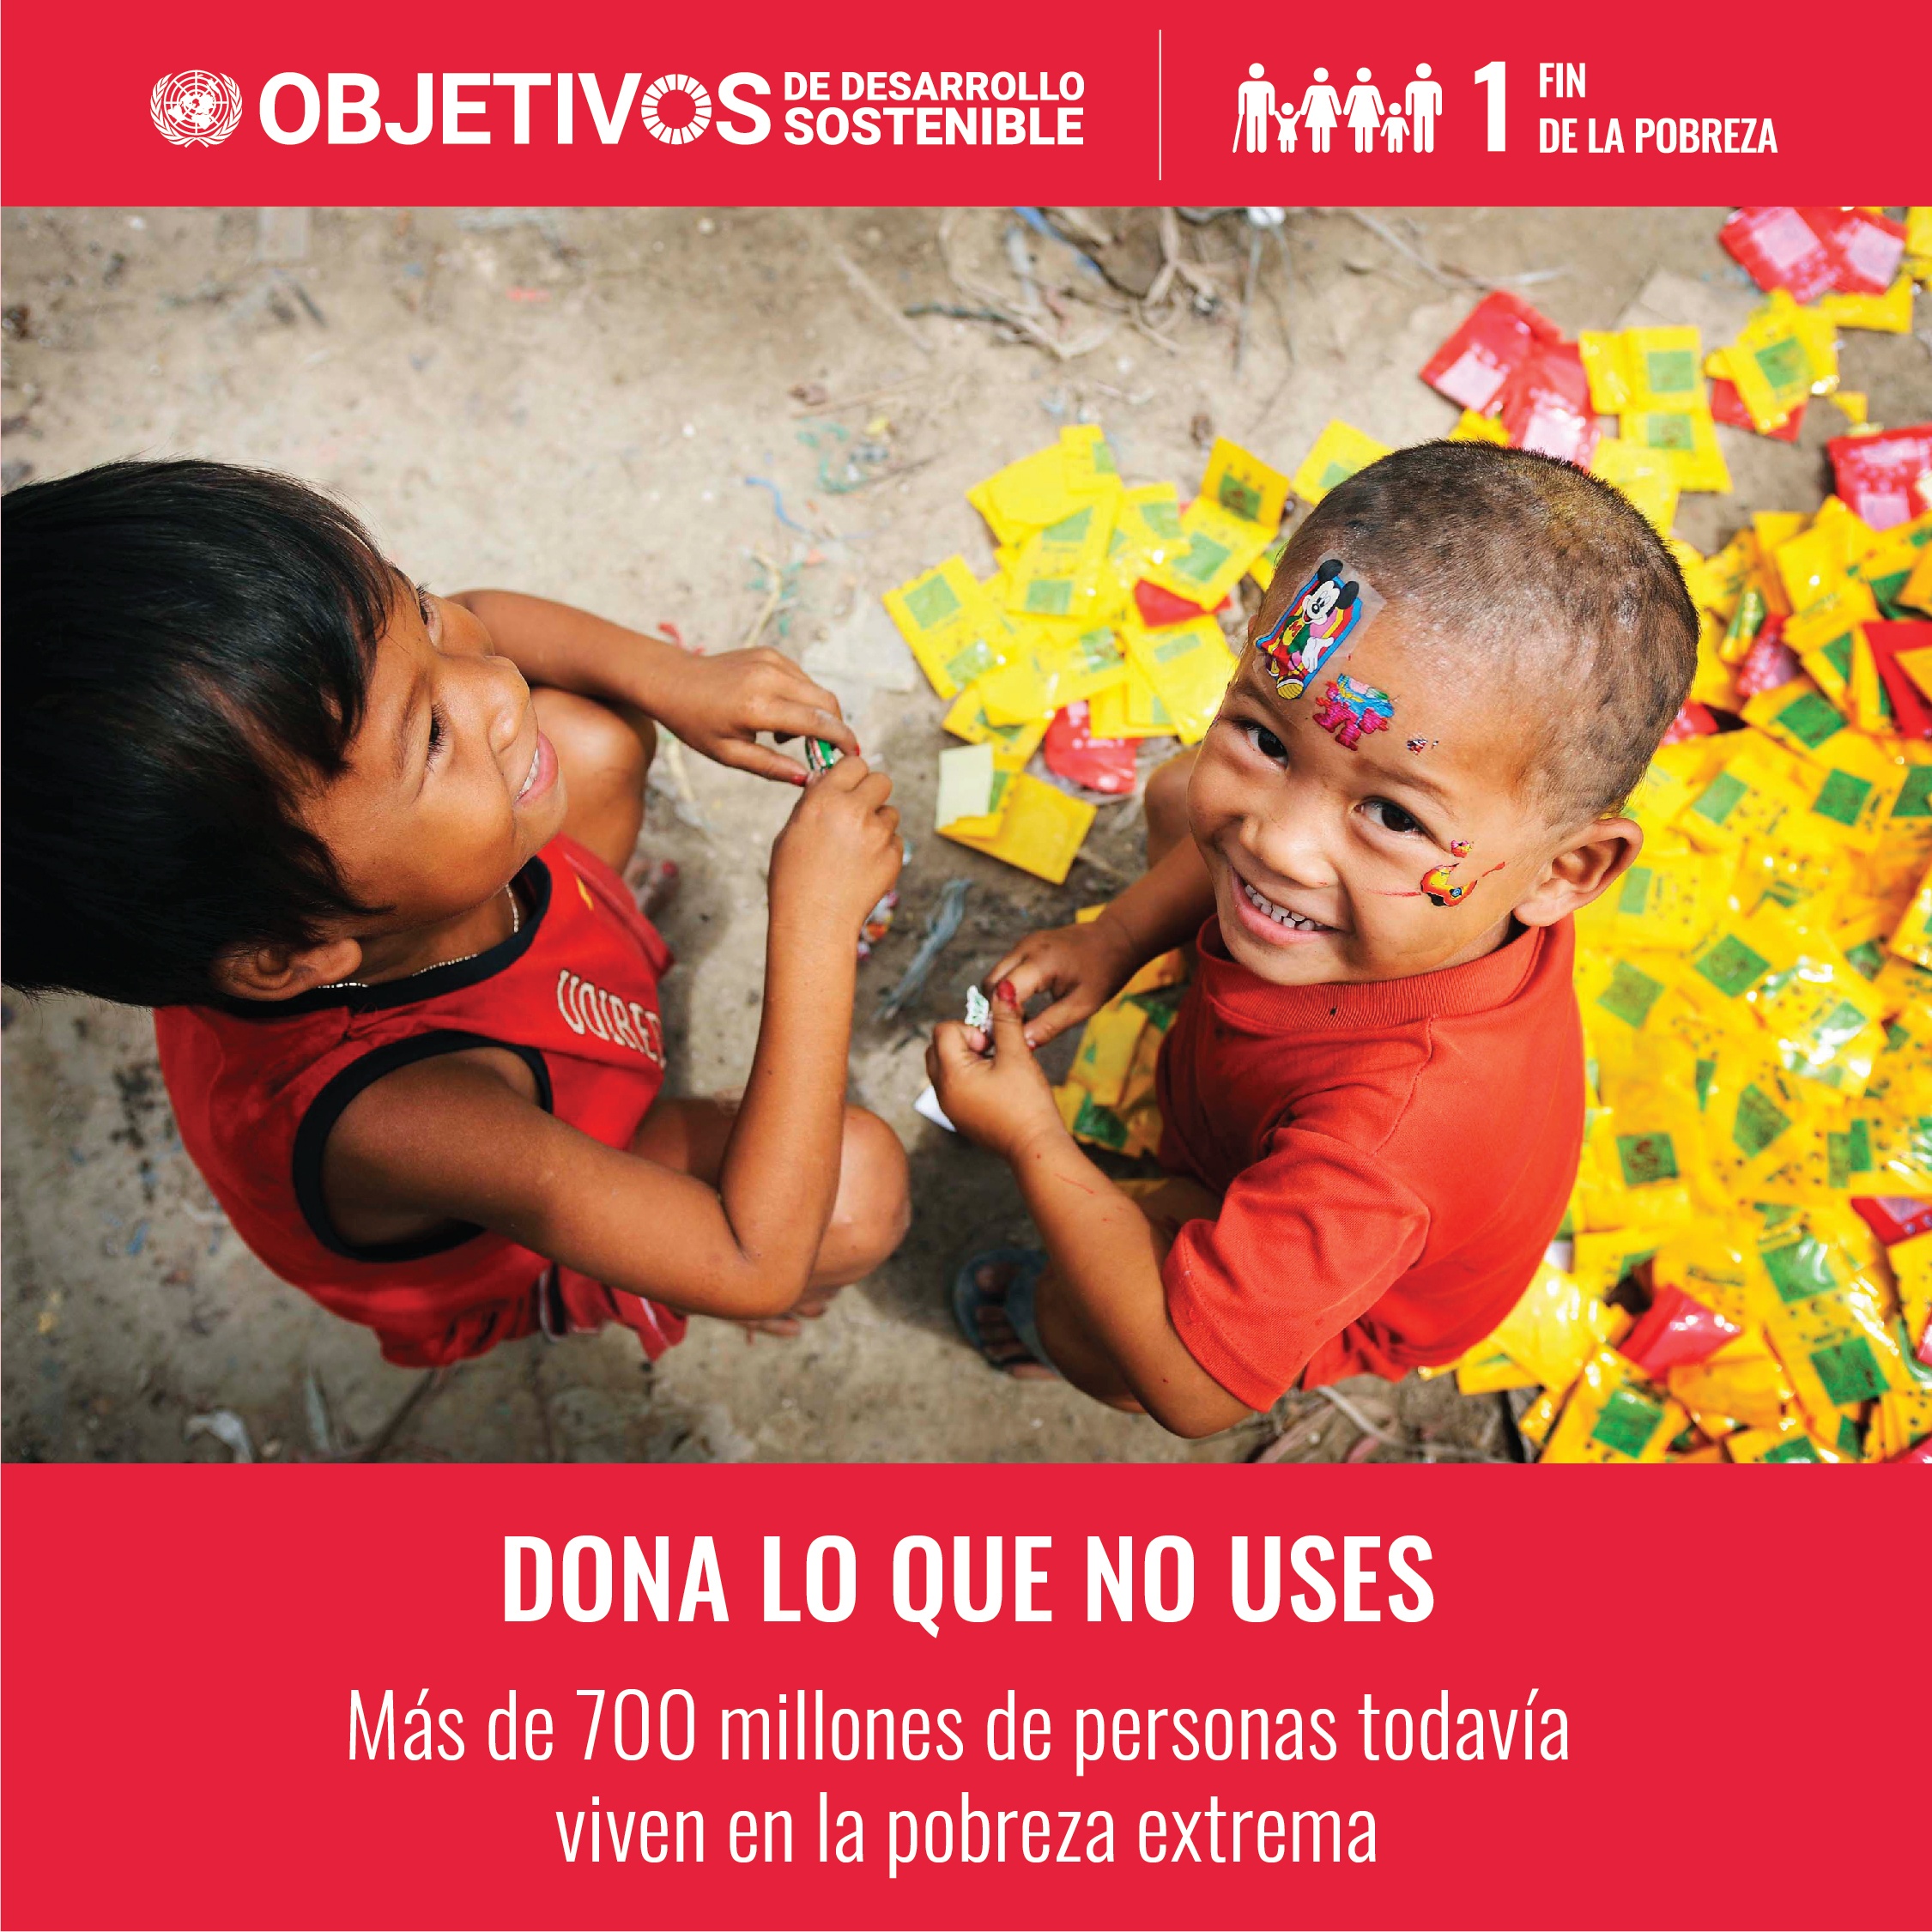 OBJETIVOS DE DESARROLLO
SOSTENIBLE
1 FIN
DE LA POBREZA
DONA LO QUE NO USES
Más de 700 millones de personas todavía
viven en la pobreza extrema